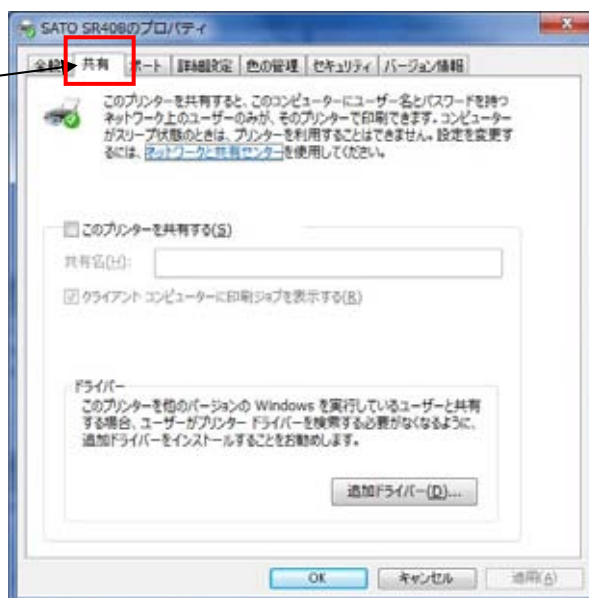 SATO SR408のプロパティ
全般 共有 ポート 詳細設定 色の管理 セキュリティ バージョン情報
このプリンターを共有すると、このコンピューターにユーザー名とパスワードを持つ
ネットワーク上のユーザーのみが、そのプリンターで印刷できます。コンピューター
がスリープ状態のときは、プリンターを利用することはできません。設定を変更す
るには、ネットワークと共有センターを使用してください。
このプリンターを共有する(S)
共有名(H):
クライアント コンピューターに印刷ジョブを表示する(R)
ドライバー
このプリンターを他のバージョンの Windows を実行しているユーザーと共有
する場合、ユーザーがプリンター ドライバーを検索する必要がなくなるように、
追加ドライバーをインストールすることをお勧めします。
追加ドライバー(D)...
OK キャンセル 適用(A)